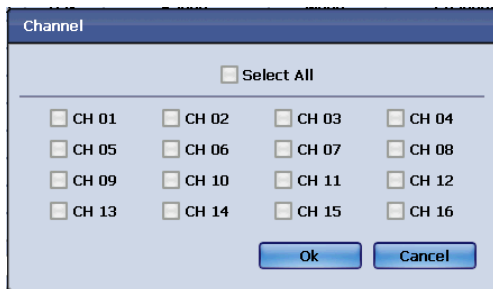 Channel
Select All
CH 01 CH 02 CH 03 CH 04
CH 05 CH 06 CH 07 CH 08
CH 09 CH 10 CH 11 CH 12
CH 13 CH 14 CH 15 CH 16
Ok Cancel